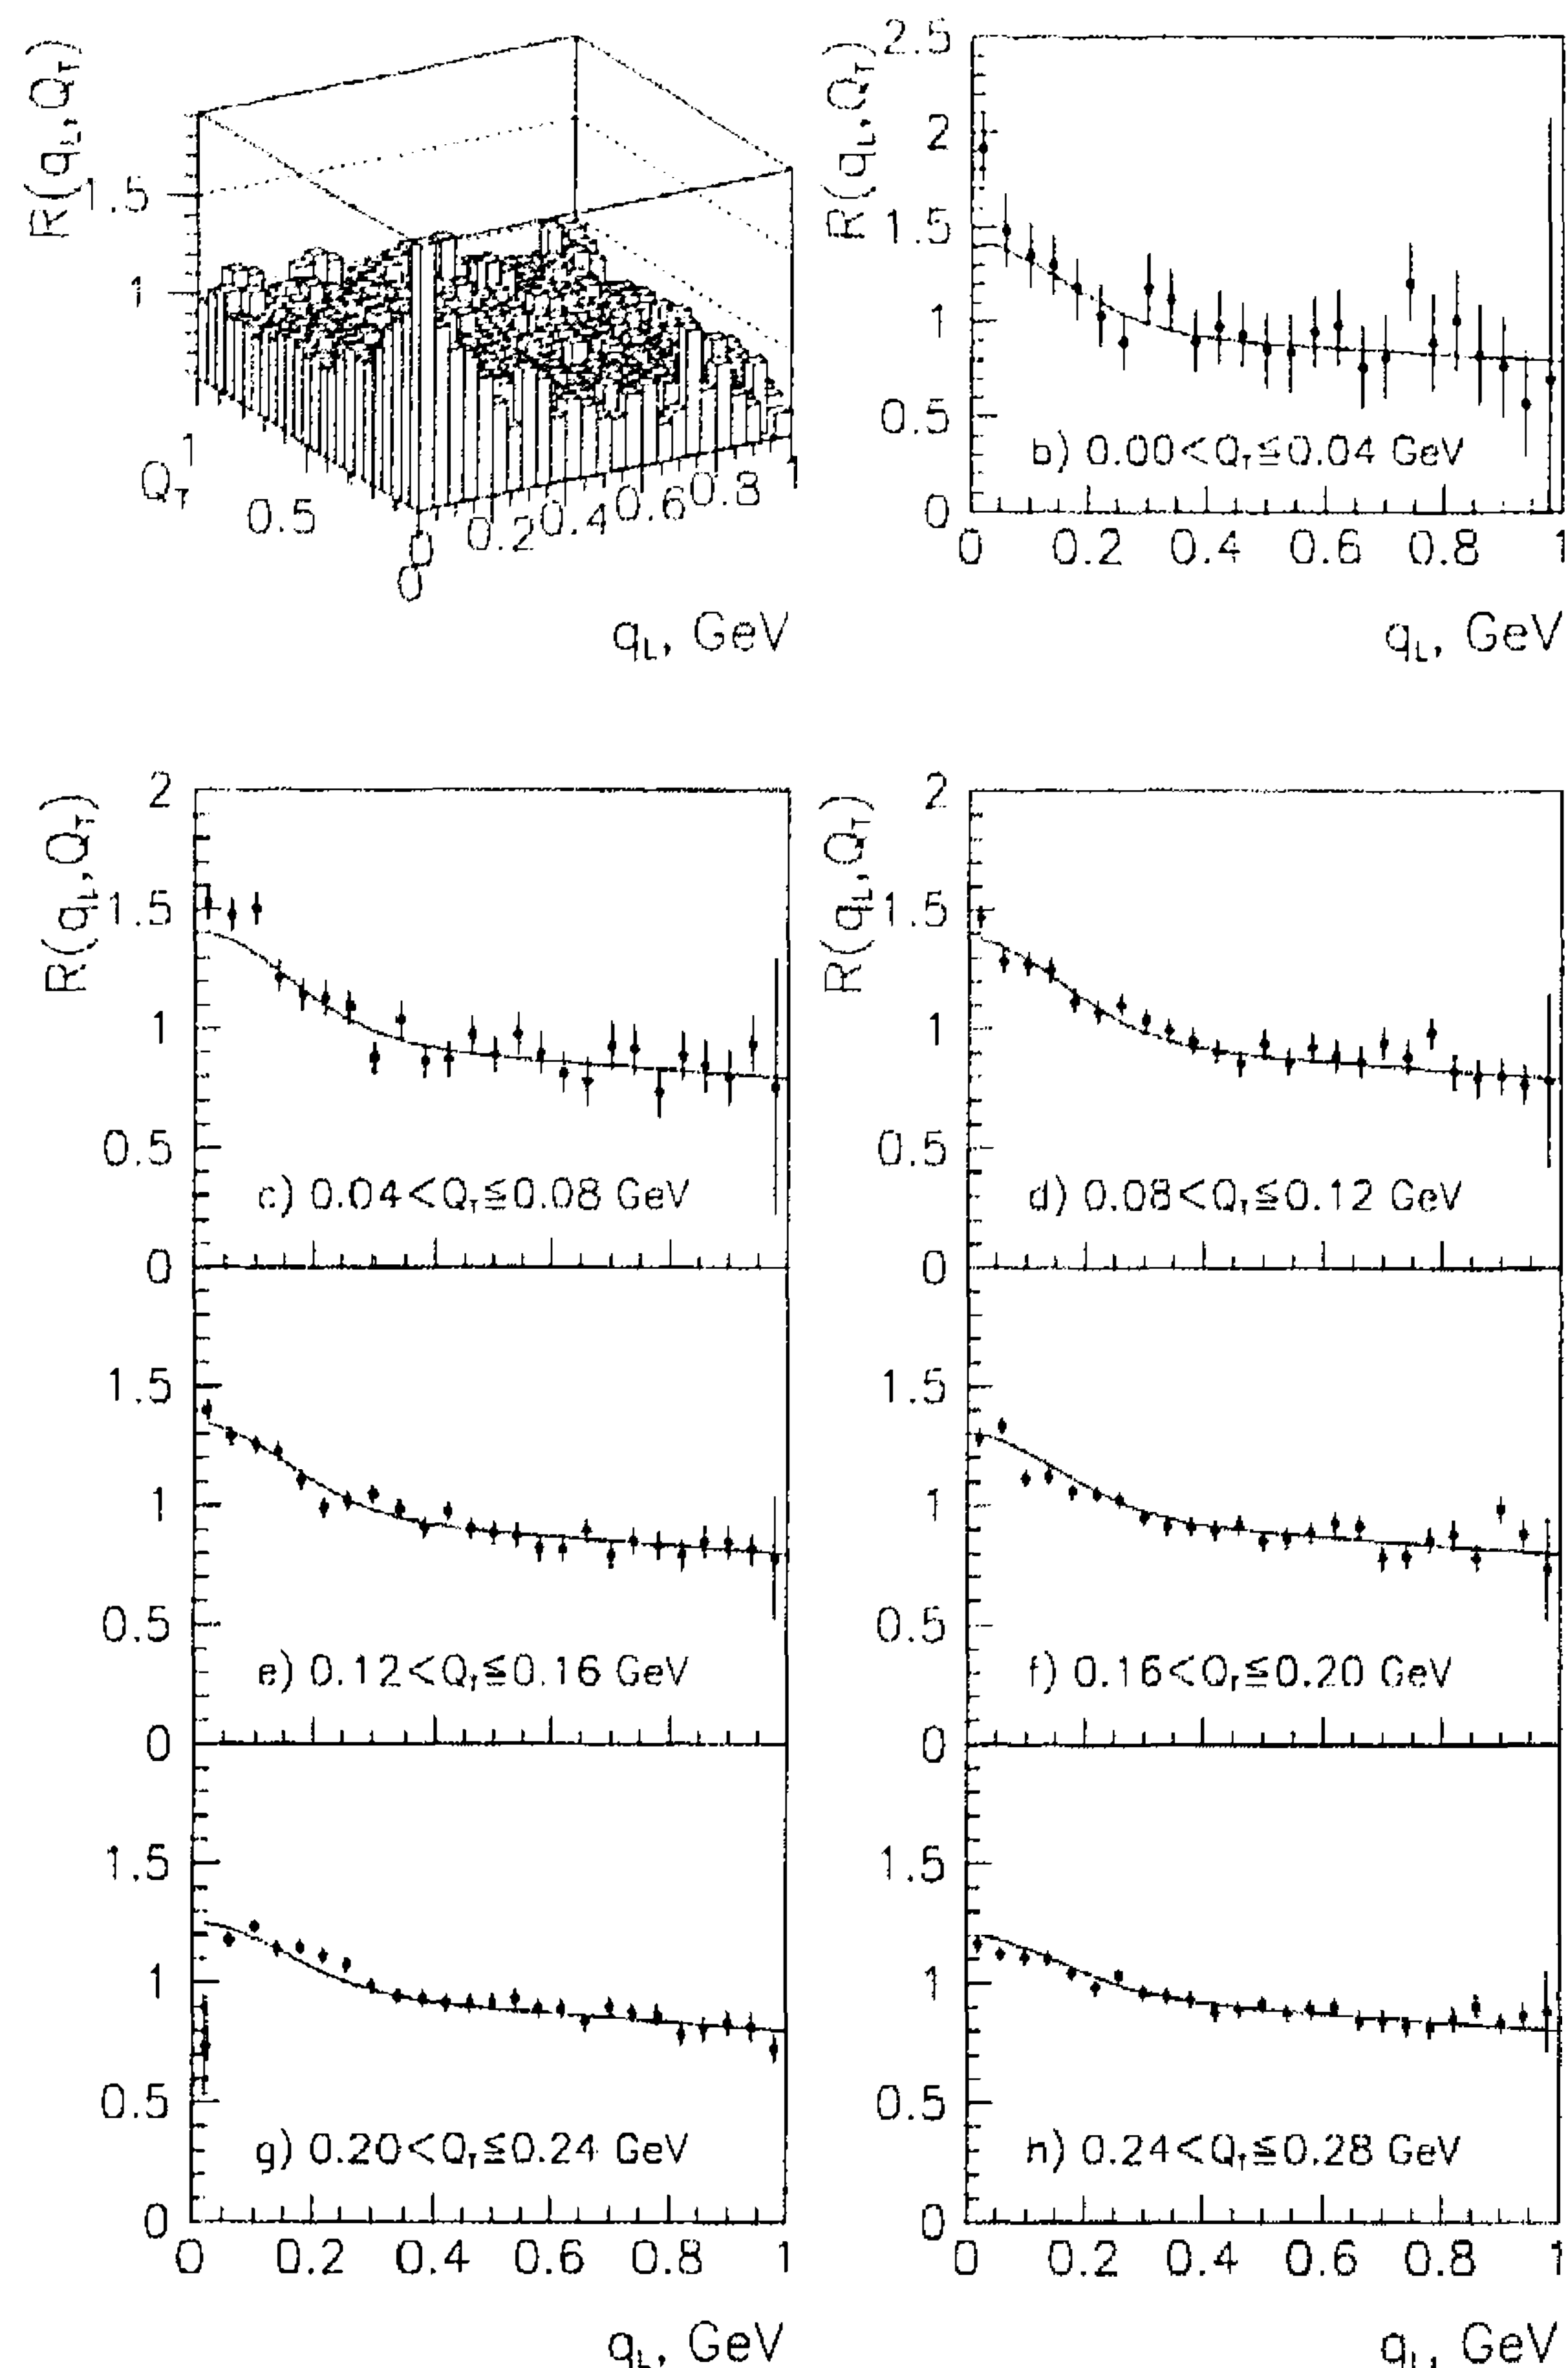 R(q_L,Q_T)
1.5
1
1
Q_T
0.5
0
0
0.2
0.4
0.6
0.8
1
q_L, GeV
R(q_L,Q_T)
2.5
2
1.5
1
0.5
0
b) 0.00<Q_T≦0.04 GeV
0 0.2 0.4 0.6 0.8 1
q_L, GeV
R(q_L,Q_T)
2
1.5
1
0.5
0
c) 0.04<Q_T≦0.08 GeV
R(q_L,Q_T)
2
1.5
1
0.5
0
d) 0.08<Q_T≦0.12 GeV
1.5
1
0.5
0
e) 0.12<Q_T≦0.16 GeV
1.5
1
0.5
0
f) 0.16<Q_T≦0.20 GeV
1.5
1
0.5
0
g) 0.20<Q_T≦0.24 GeV
0 0.2 0.4 0.6 0.8 1
q_L, GeV
1.5
1
0.5
0
h) 0.24<Q_T≦0.28 GeV
0 0.2 0.4 0.6 0.8 1
q_L, GeV